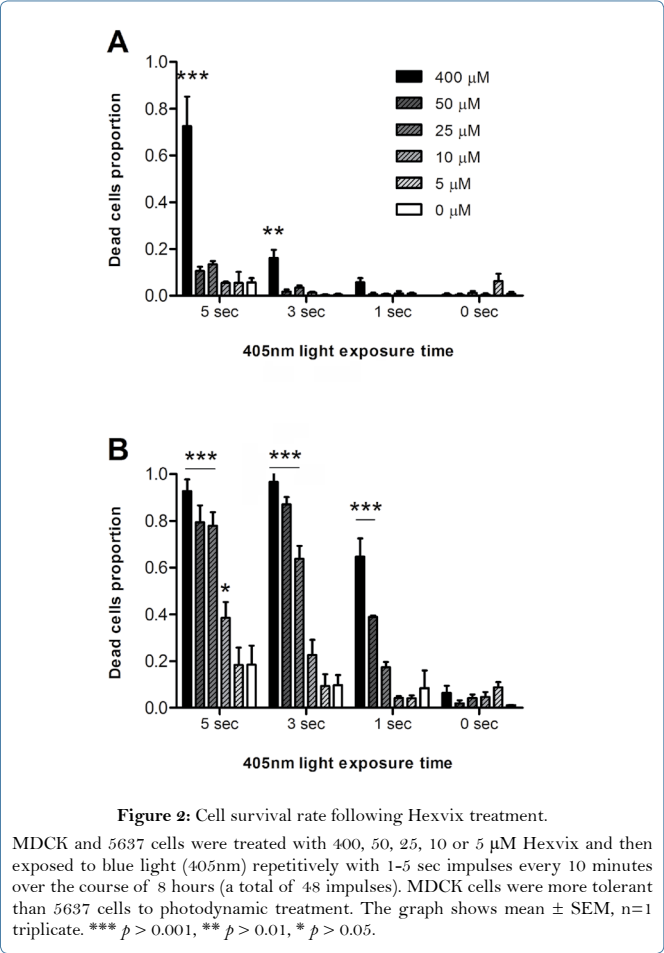 A
***
**
1.0
0.8
0.6
0.4
0.2
0.0
Dead cells proportion
400 μM
50 μM
25 μM
10 μM
5 μM
0 μM
5 sec 3 sec 1 sec 0 sec
405nm light exposure time
B
*** *** ***
*
1.0
0.8
0.6
0.4
0.2
0.0
Dead cells proportion
5 sec 3 sec 1 sec 0 sec
405nm light exposure time
Figure 2: Cell survival rate following Hexvix treatment.
MDCK and 5637 cells were treated with 400, 50, 25, 10 or 5 μM Hexvix and then
exposed to blue light (405nm) repetitively with 1-5 sec impulses every 10 minutes
over the course of 8 hours (a total of 48 impulses). MDCK cells were more tolerant
than 5637 cells to photodynamic treatment. The graph shows mean ± SEM, n=1
triplicate. *** p > 0.001, ** p > 0.01, * p > 0.05.